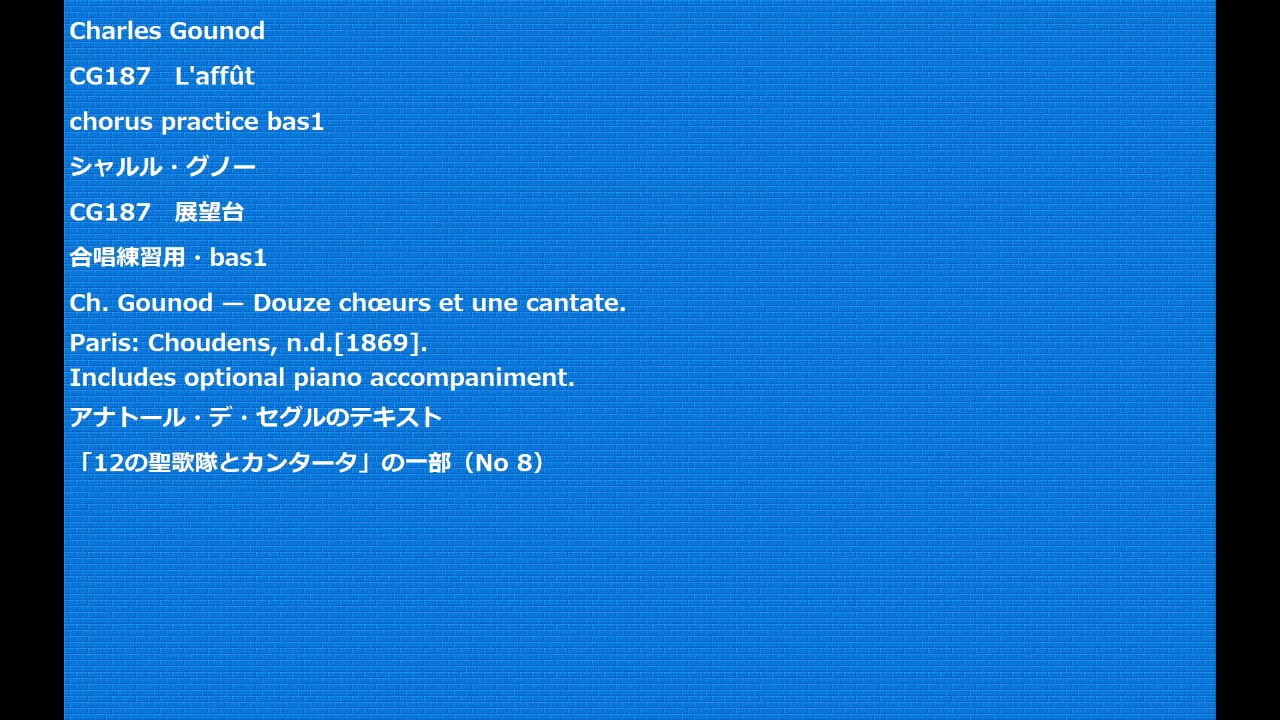 Charles Gounod
CG187　L'affût
chorus practice bas1
シャルル・グノー
CG187　展望台
合唱練習用・bas1
Ch. Gounod — Douze chœurs et une cantate.
Paris: Choudens, n.d.[1869].
Includes optional piano accompaniment.
アナトール・デ・セグルのテキスト
「12の聖歌隊とカンタータ」の一部（No 8）